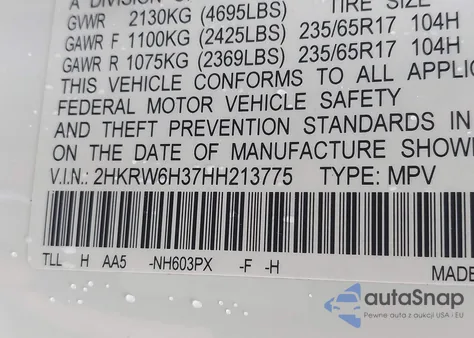 A DIVISION OF
TIRE SIZE
GVWR 2130KG (4695LBS)
GAWR F 1100KG (2425LBS) 235/65R17 104H
GAWR R 1075KG (2369LBS) 235/65R17 104H
THIS VEHICLE CONFORMS TO ALL APPLIC
FEDERAL MOTOR VEHICLE SAFETY
AND THEFT PREVENTION STANDARDS IN
ON THE DATE OF MANUFACTURE SHOW
V.I.N.: 2HKRW6H37HH213775 TYPE: MPV
TLL H AA5 -NH603PX -F -H
MADE
autoSnap
Pewne auta z aukcji USA i EU